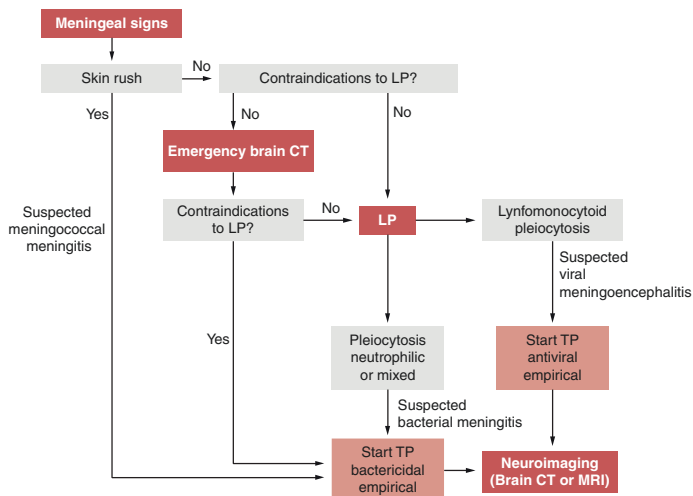 Meningeal signs
Skin rush
No
Contraindications to LP?
Yes
No
No
Emergency brain CT
Suspected
meningococcal
meningitis
Contraindications
to LP?
No
LP
Lynfomonocytoid
pleiocytosis
Suspected
viral
meningoencephalitis
Yes
Pleiocytosis
neutrophilic
or mixed
Start TP
antiviral
empirical
Suspected
bacterial meningitis
Start TP
bactericidal
empirical
Neuroimaging
(Brain CT or MRI)